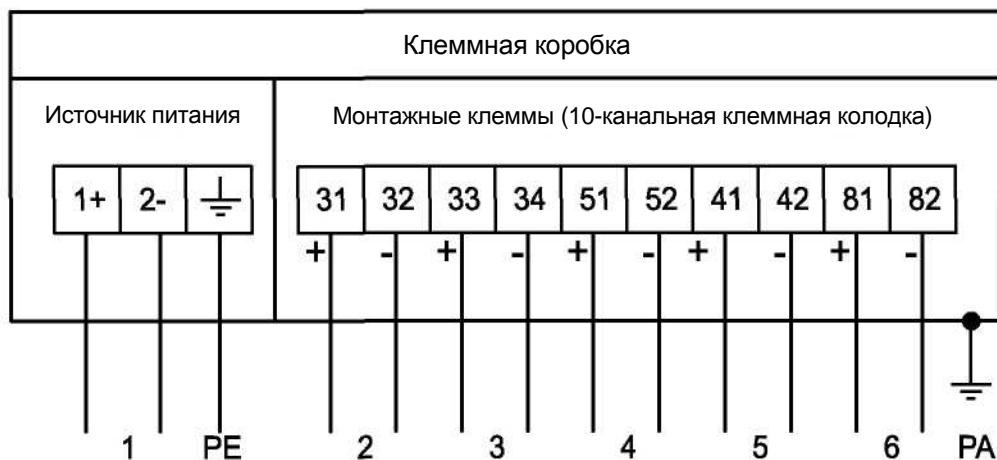 Клеммная коробка
Источник питания
Монтажные клеммы (10-канальная клеммная колодка)
1+ 2- 31 32 33 34 51 52 41 42 81 82
+ - + - + - + - + -
1 PE 2 3 4 5 6 PA